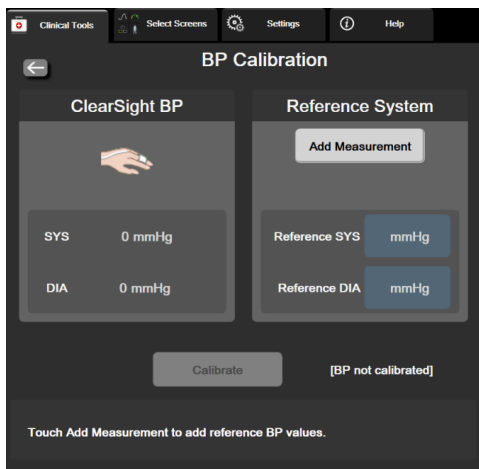 Clinical Tools
Select Screens
Settings
Help
BP Calibration
ClearSight BP
Reference System
Add Measurement
SYS 0 mmHg
Reference SYS mmHg
DIA 0 mmHg
Reference DIA mmHg
Calibrate
[BP not calibrated]
Touch Add Measurement to add reference BP values.